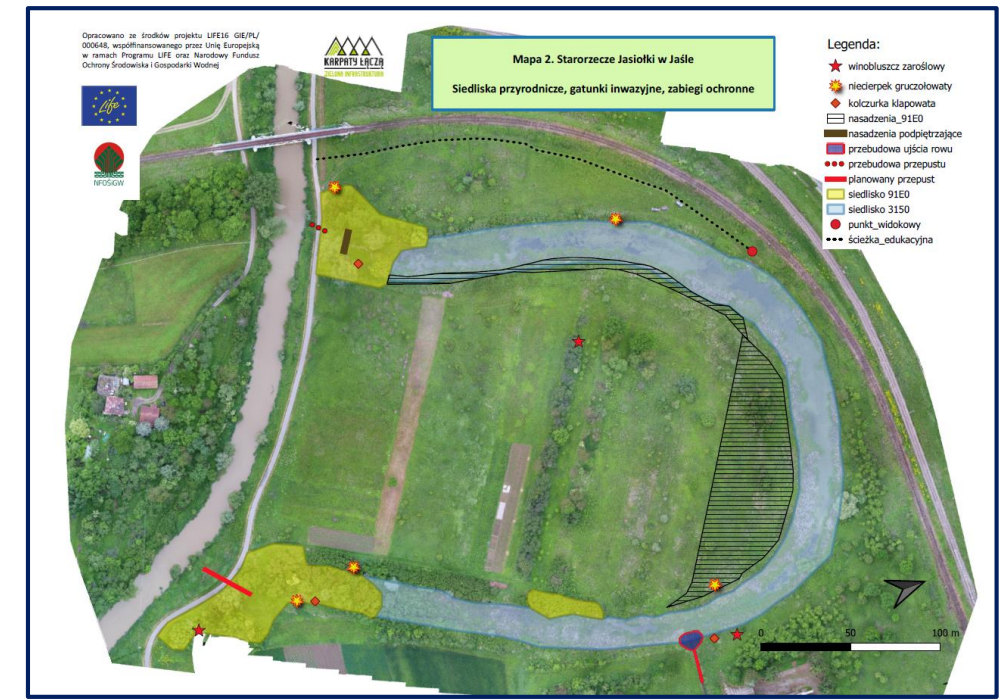 Opracowano ze środków projektu LIFE16 GIE/PL/
000648, współfinansowanego przez Unię Europejską
w ramach Programu LIFE oraz Narodowy Fundusz
Ochrony Środowiska i Gospodarki Wodnej
Life
NFOŚiGW
KARPATY ŁĄCZĄ
ZIELONA INFRASTRUKTURA
Mapa 2. Starorzecze Jasiołki w Jaśle
Siedliska przyrodnicze, gatunki inwazyjne, zabiegi ochronne
Legenda:
winobluszcz zaroślowy
niecierpek gruczołowaty
kolczurka klapowata
nasadzenia_91E0
nasadzenia podpiętrzające
przebudowa ujścia rowu
przebudowa przepustu
planowany przepust
siedlisko 91E0
siedlisko 3150
punkt_widokowy
ścieżka_edukacyjna
0 50 100 m